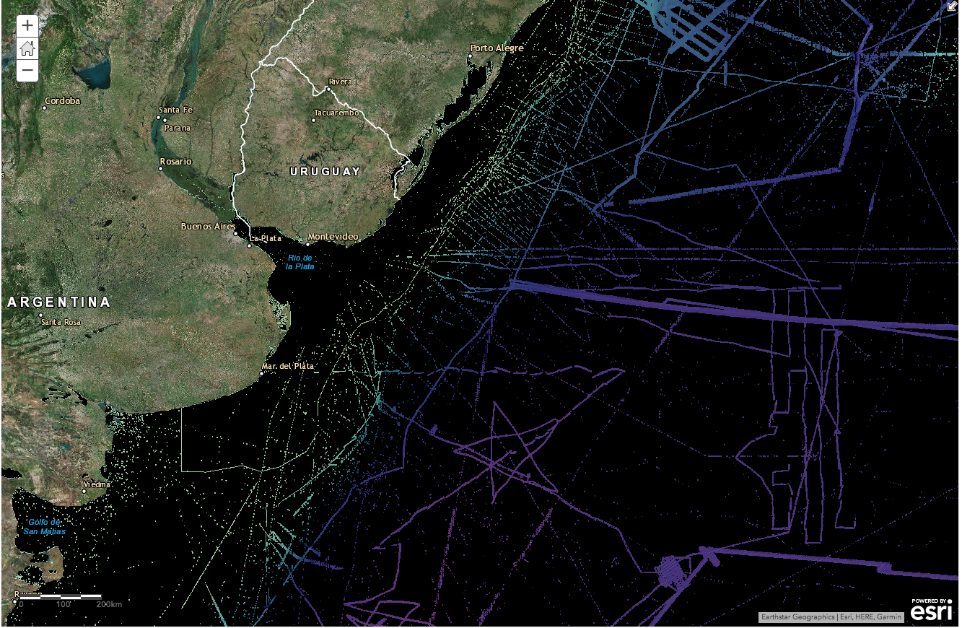 +
−
Porto Alegre
Rivera
Cordoba
Santa Fe
Tacuarembo
Parana
Rosario
URUGUAY
Buenos Aires
La Plata
Montevideo
Rio de
la Plata
ARGENTINA
Santa Rosa
Mar del Plata
Viedma
Golfo de
San Matias
0
100
200km
Earthstar Geographics | Esri, HERE, Garmin
POWERED BY
esri